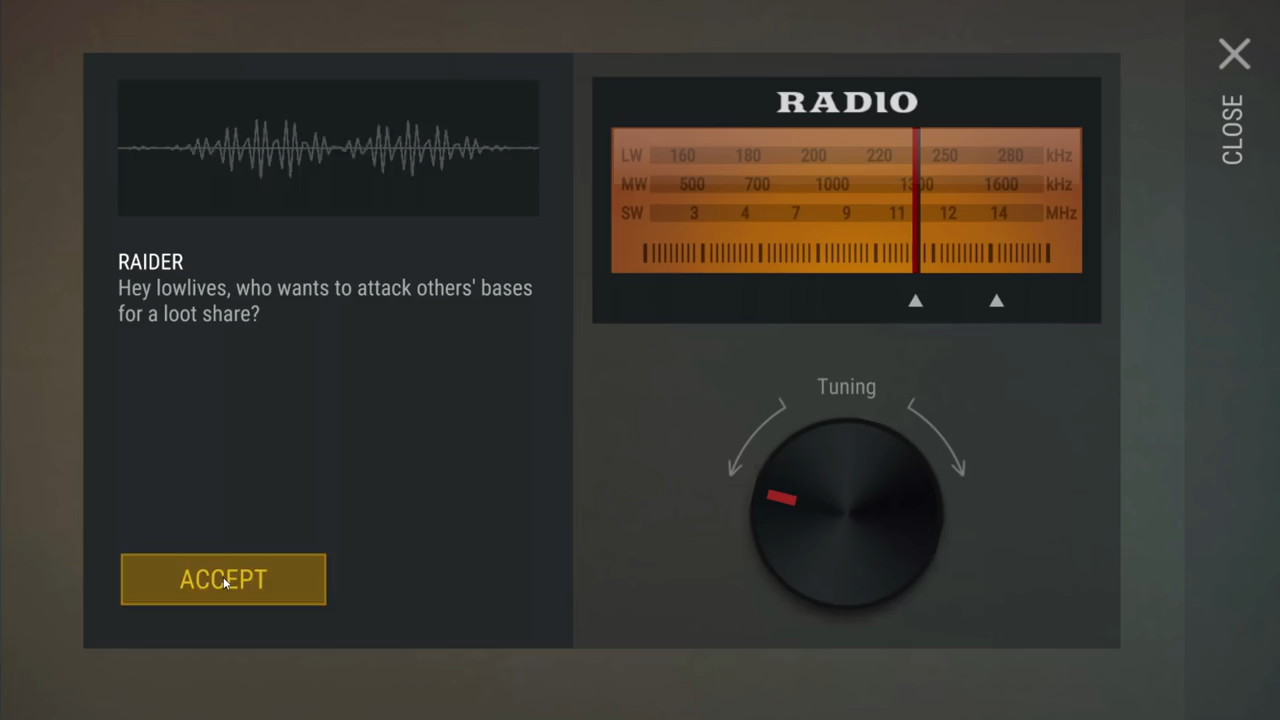 RADIO
LW 160 180 200 220 250 280 kHz
MW 500 700 1000 1300 1600 kHz
SW 3 4 7 9 11 12 14 MHz
CLOSE
RAIDER
Hey lowlives, who wants to attack others' bases
for a loot share?
Tuning
ACCEPT